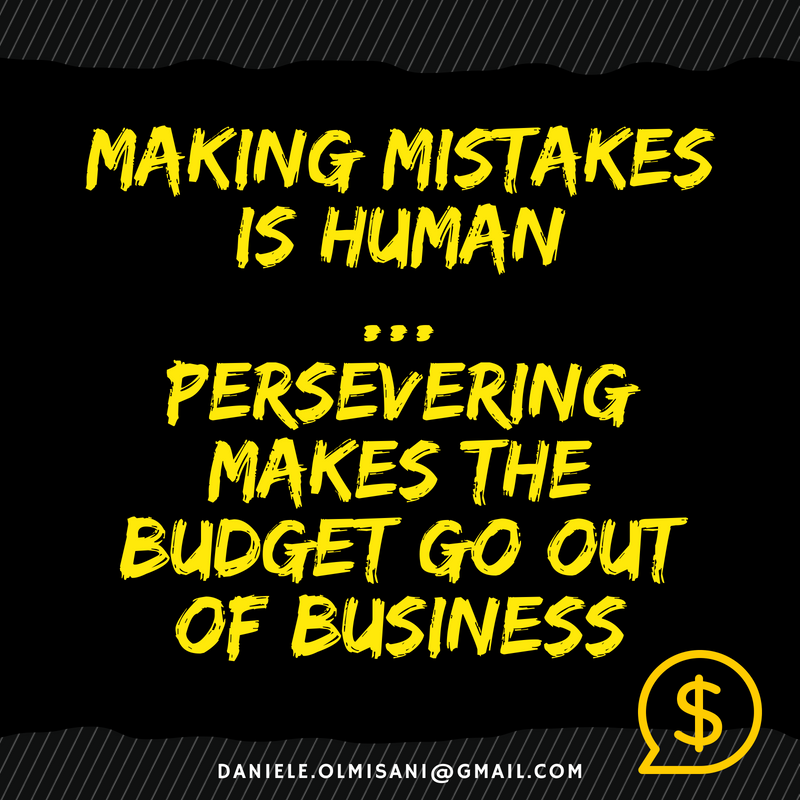 MAKING MISTAKES
IS HUMAN
...
PERSEVERING
MAKES THE
BUDGET GO OUT
OF BUSINESS
$
DANIELE.OLMISANI@GMAIL.COM